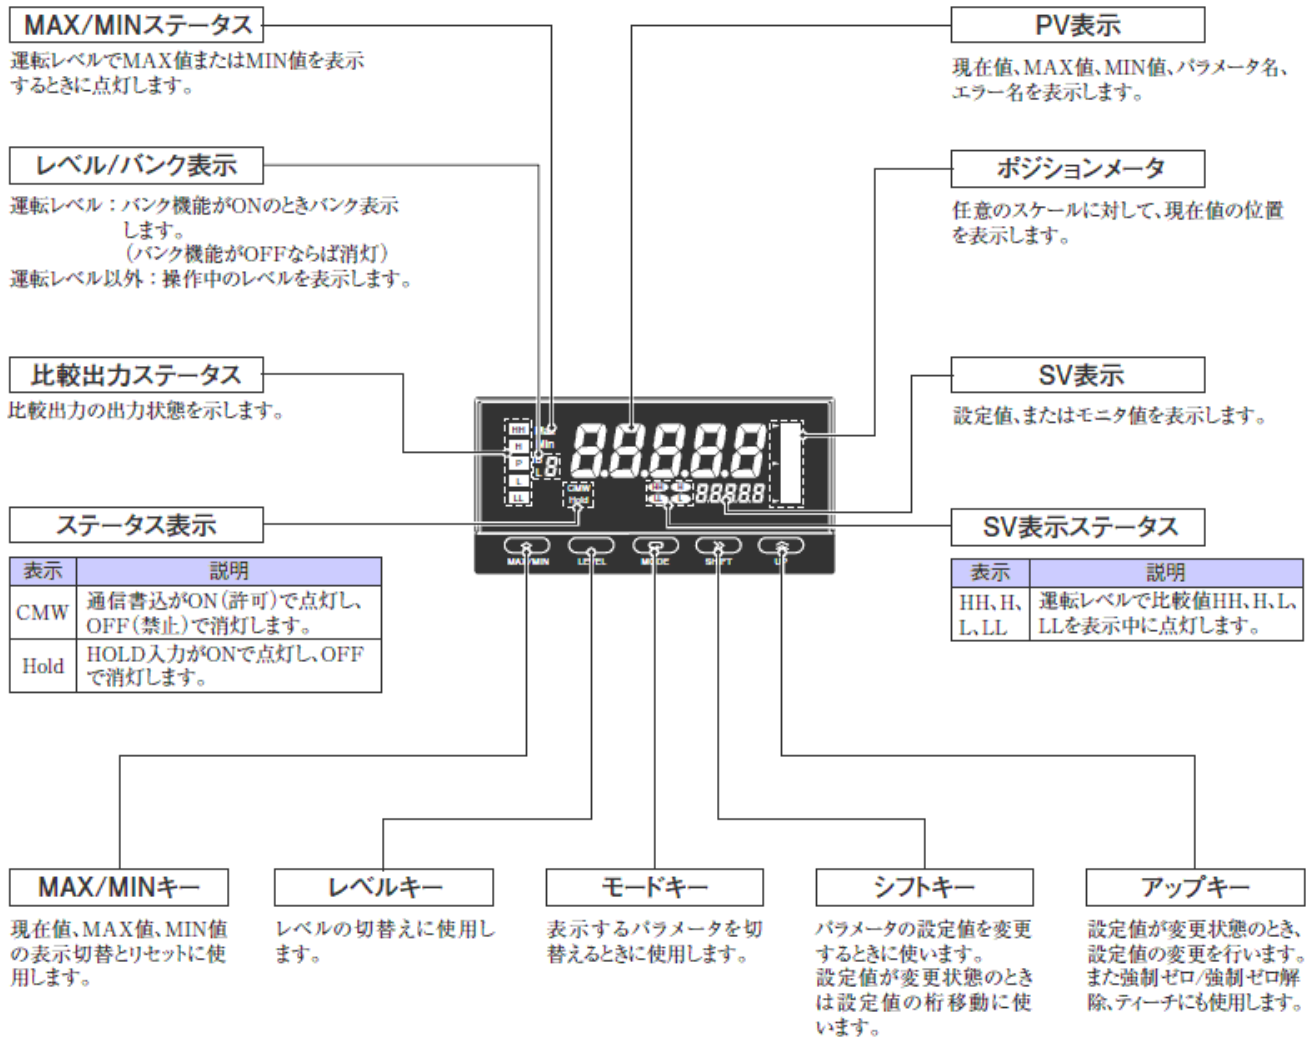 MAX/MINステータス
運転レベルでMAX値またはMIN値を表示
するときに点灯します。
レベル/バンク表示
運転レベル：バンク機能がONのときバンク表示
します。
（バンク機能がOFFならば消灯）
運転レベル以外：操作中のレベルを表示します。
比較出力ステータス
比較出力の出力状態を示します。
ステータス表示
表示 説明
CMW 通信書込がON（許可）で点灯し、
OFF（禁止）で消灯します。
Hold HOLD入力がONで点灯し、OFF
で消灯します。
PV表示
現在値、MAX値、MIN値、パラメータ名、
エラー名を表示します。
ポジションメータ
任意のスケールに対して、現在値の位置
を表示します。
SV表示
設定値、またはモニタ値を表示します。
SV表示ステータス
表示 説明
HH、H、 運転レベルで比較値HH、H、L、
L、LL LLを表示中に点灯します。
HH
H
P
L
LL
8
8.8.8.8.8
CMW
Hold
HH H
LL L
8.8.8.8.8
MAX/MIN LEVEL MODE SHIFT UP
MAX/MINキー
現在値、MAX値、MIN値
の表示切替とリセットに使
用します。
レベルキー
レベルの切替えに使用し
ます。
モードキー
表示するパラメータを切
替えるときに使用します。
シフトキー
パラメータの設定値を変更
するときに使います。
設定値が変更状態のとき
は設定値の桁移動に使
います。
アップキー
設定値が変更状態のとき、
設定値の変更を行います。
また強制ゼロ/強制ゼロ解
除、ティーチにも使用します。